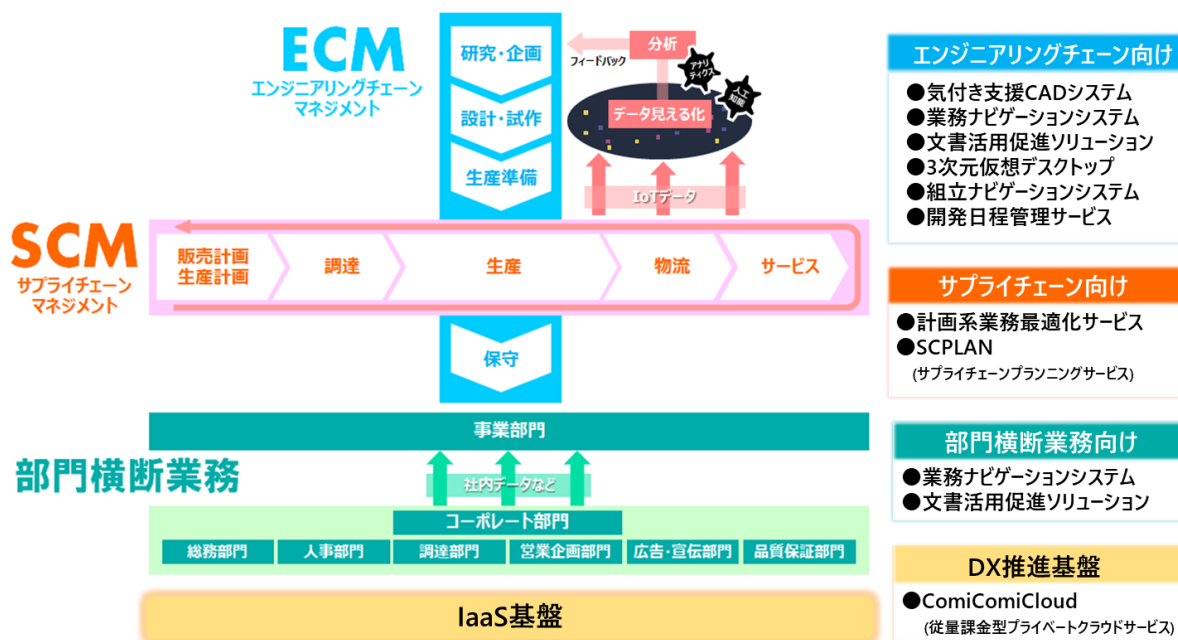 ECM
エンジニアリングチェーン
マネジメント
研究・企画
設計・試作
生産準備
フィードバック
分析
アナリ
ティクス
人工
知能
データ見える化
IoTデータ
SCM
サプライチェーン
マネジメント
販売計画
生産計画
調達
生産
物流
サービス
保守
部門横断業務
事業部門
社内データなど
コーポレート部門
総務部門
人事部門
調達部門
営業企画部門
広告・宣伝部門
品質保証部門
IaaS基盤
エンジニアリングチェーン向け
●気付き支援CADシステム
●業務ナビゲーションシステム
●文書活用促進ソリューション
●3次元仮想デスクトップ
●組立ナビゲーションシステム
●開発日程管理サービス
サプライチェーン向け
●計画系業務最適化サービス
●SCPLAN
(サプライチェーンプランニングサービス)
部門横断業務向け
●業務ナビゲーションシステム
●文書活用促進ソリューション
DX推進基盤
●ComiComiCloud
(従量課金型プライベートクラウドサービス)